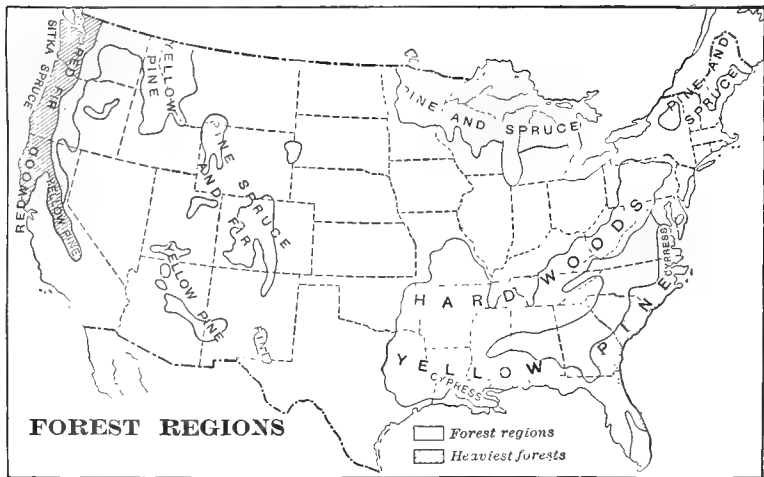 SITKA SPRUCE
RED FIR
REDWOOD
YELLOW PINE
YELLOW
PINE
PINE SPRUCE
AND
FIR
YELLOW PINE
PINE
PINE AND SPRUCE
PINE AND
SPRUCE
HARDWOODS
CYPRESS
YELLOW PINE
CYPRESS
FOREST REGIONS
Forest regions
Heaviest forests